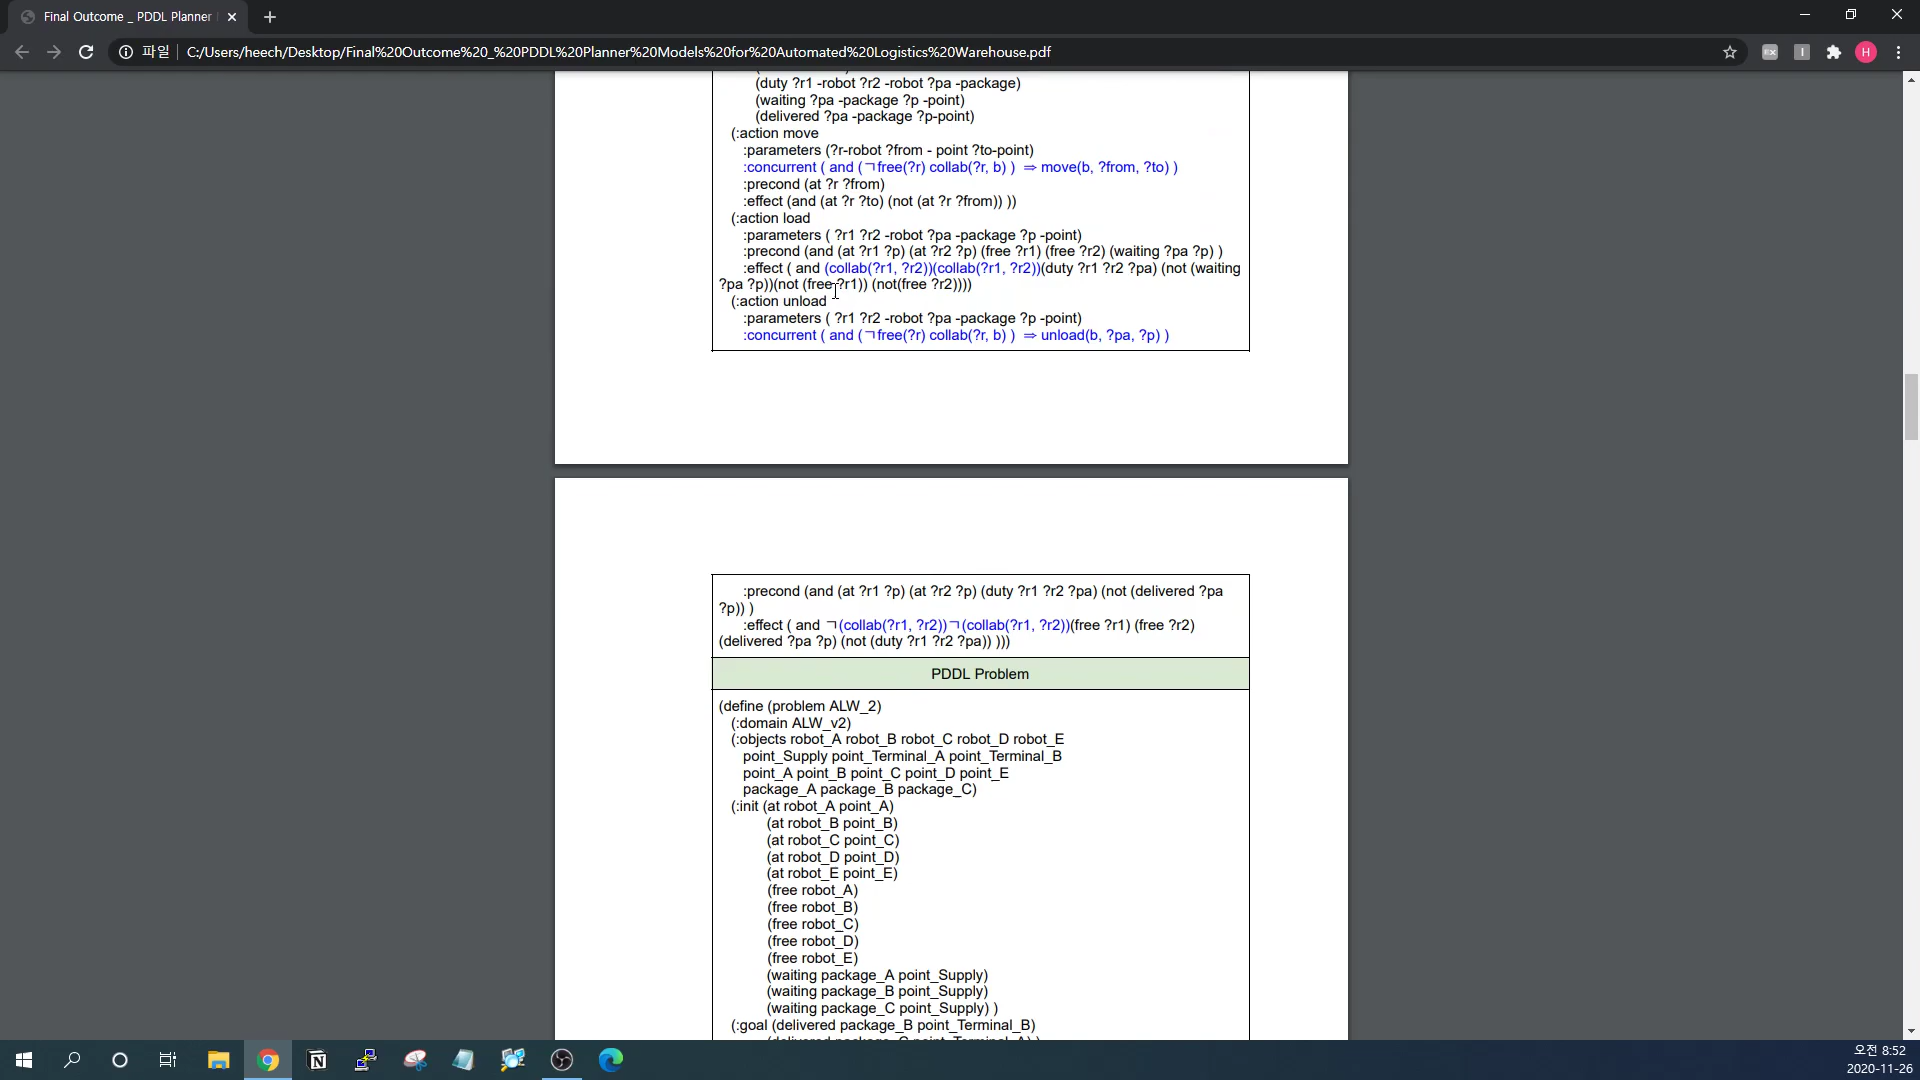 Final Outcome _ PDDL Planner
파일
C:/Users/heech/Desktop/Final%20Outcome%20_%20PDDL%20Planner%20Models%20for%20Automated%20Logistics%20Warehouse.pdf
EX
I
H
(duty ?r1 -robot ?r2 -robot ?pa -package)
(waiting ?pa -package ?p -point)
(delivered ?pa -package ?p-point)
(:action move
:parameters (?r-robot ?from - point ?to-point)
:concurrent ( and (ㄱfree(?r) collab(?r, b) ) ⇒ move(b, ?from, ?to) )
:precond (at ?r ?from)
:effect (and (at ?r ?to) (not (at ?r ?from)) ))
(:action load
:parameters ( ?r1 ?r2 -robot ?pa -package ?p -point)
:precond (and (at ?r1 ?p) (at ?r2 ?p) (free ?r1) (free ?r2) (waiting ?pa ?p) )
:effect ( and (collab(?r1, ?r2))(collab(?r1, ?r2))(duty ?r1 ?r2 ?pa) (not (waiting
?pa ?p))(not (free ?r1)) (not(free ?r2))))
(:action unload
:parameters ( ?r1 ?r2 -robot ?pa -package ?p -point)
:concurrent ( and (ㄱfree(?r) collab(?r, b) ) ⇒ unload(b, ?pa, ?p) )
:precond (and (at ?r1 ?p) (at ?r2 ?p) (duty ?r1 ?r2 ?pa) (not (delivered ?pa
?p)) )
:effect ( and ㄱ(collab(?r1, ?r2))ㄱ(collab(?r1, ?r2))(free ?r1) (free ?r2)
(delivered ?pa ?p) (not (duty ?r1 ?r2 ?pa)) )))
PDDL Problem
(define (problem ALW_2)
(:domain ALW_v2)
(:objects robot_A robot_B robot_C robot_D robot_E
point_Supply point_Terminal_A point_Terminal_B
point_A point_B point_C point_D point_E
package_A package_B package_C)
(:init (at robot_A point_A)
(at robot_B point_B)
(at robot_C point_C)
(at robot_D point_D)
(at robot_E point_E)
(free robot_A)
(free robot_B)
(free robot_C)
(free robot_D)
(free robot_E)
(waiting package_A point_Supply)
(waiting package_B point_Supply)
(waiting package_C point_Supply) )
(:goal (delivered package_B point_Terminal_B)
오전 8:52
2020-11-26